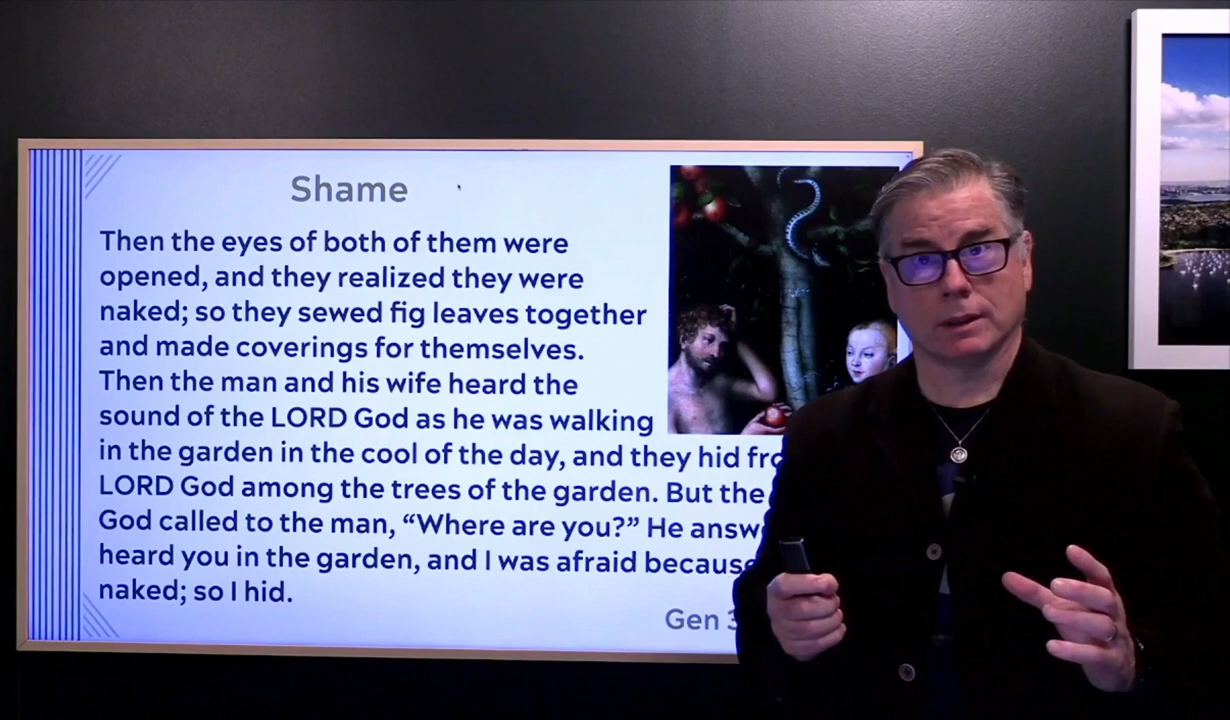 Shame
Then the eyes of both of them were
opened, and they realized they were
naked; so they sewed fig leaves together
and made coverings for themselves.
Then the man and his wife heard the
sound of the LORD God as he was walking
in the garden in the cool of the day, and they hid
LORD God among the trees of the garden. But the
God called to the man, “Where are you?” He
heard you in the garden, and I was afraid
naked; so I hid.
Gen